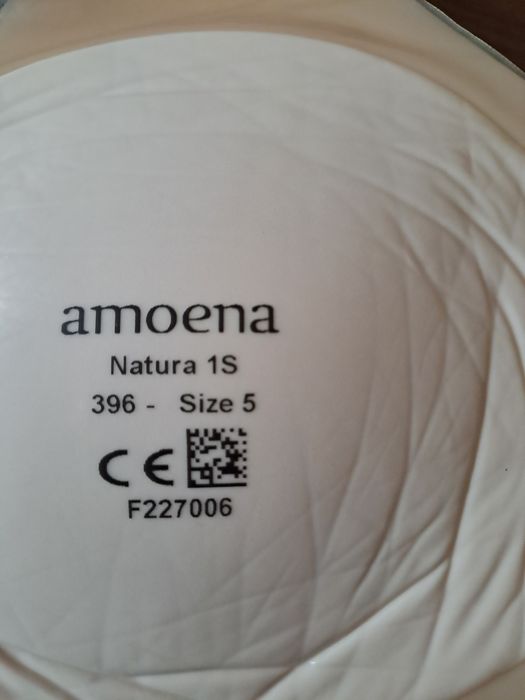 amoena
Natura 1S
396 - Size 5
CE
F227006